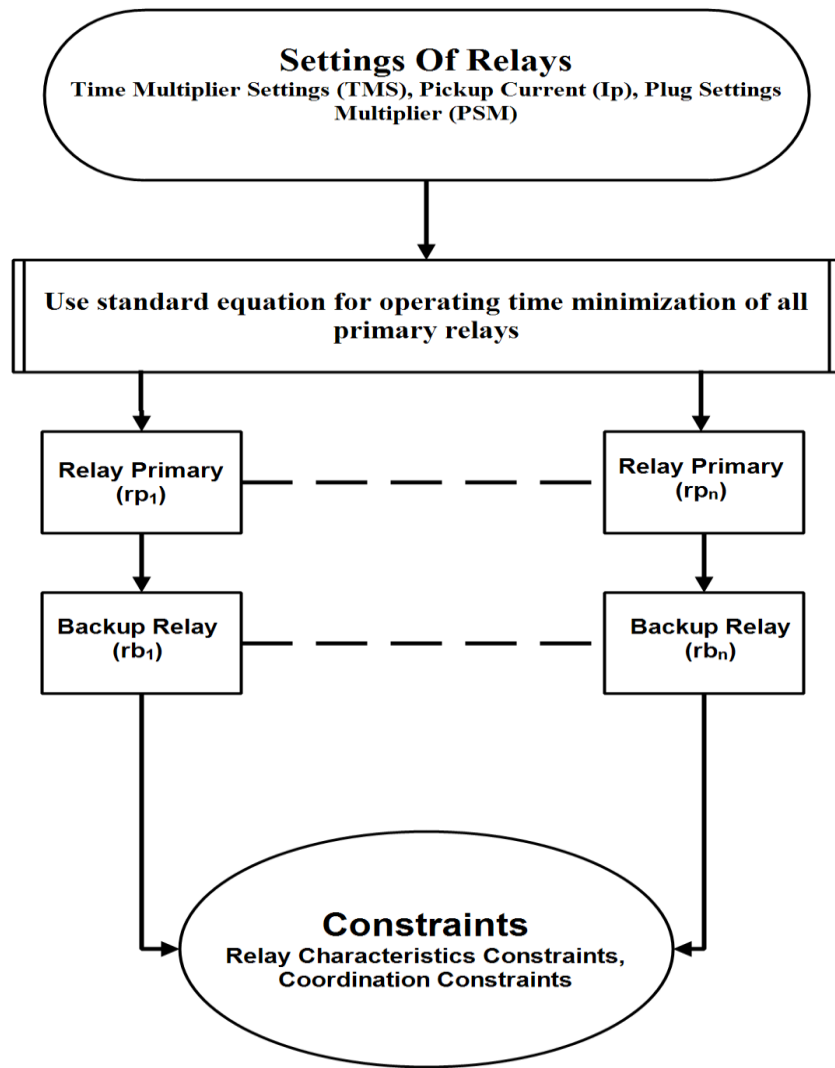 Settings Of Relays
Time Multiplier Settings (TMS), Pickup Current (Ip), Plug Settings
Multiplier (PSM)
Use standard equation for operating time minimization of all
primary relays
Relay Primary
(rp₁)
Relay Primary
(rpₙ)
Backup Relay
(rb₁)
Backup Relay
(rbₙ)
Constraints
Relay Characteristics Constraints,
Coordination Constraints